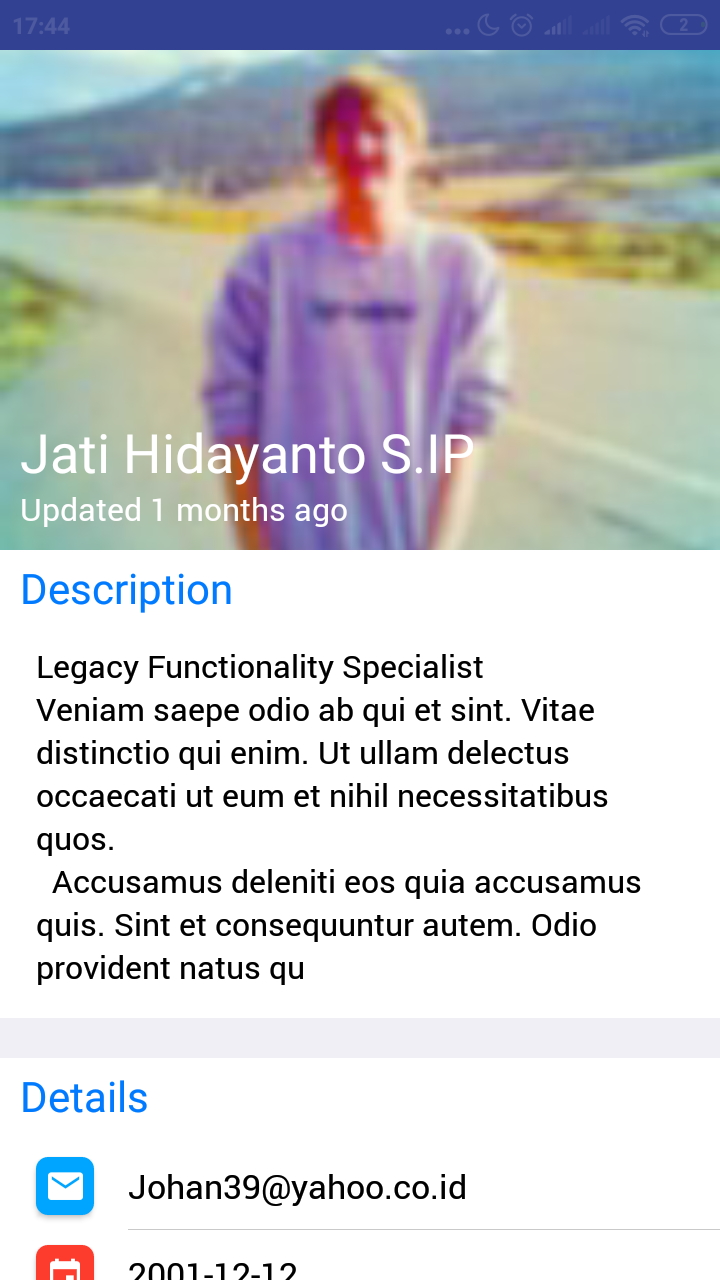 17:44
2
Jati Hidayanto S.IP
Updated 1 months ago
Description
Legacy Functionality Specialist
Veniam saepe odio ab qui et sint. Vitae
distinctio qui enim. Ut ullam delectus
occaecati ut eum et nihil necessitatibus
quos.
Accusamus deleniti eos quia accusamus
quis. Sint et consequuntur autem. Odio
provident natus qu
Details
Johan39@yahoo.co.id
2001-12-12